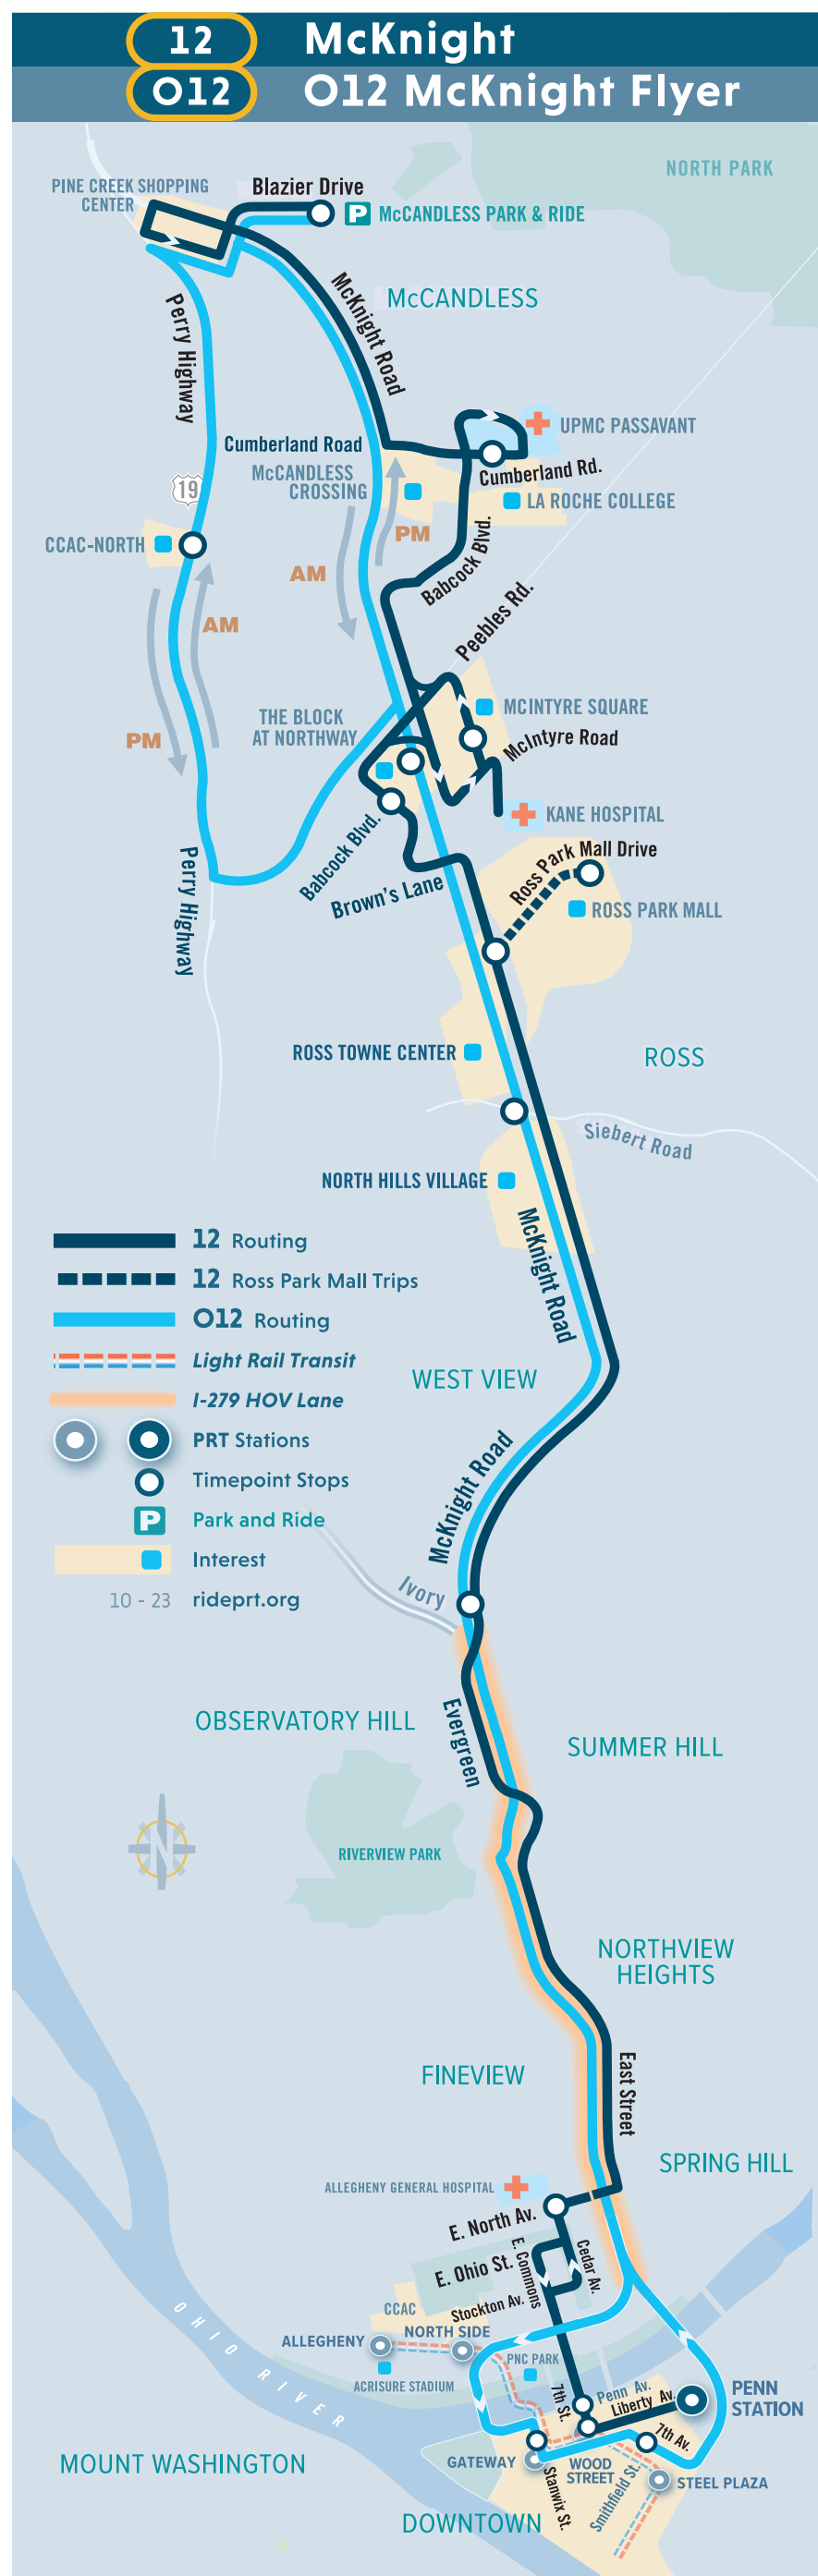 12 McKnight
O12 O12 McKnight Flyer
NORTH PARK
PINE CREEK SHOPPING
CENTER
Blazier Drive
P McCANDLESS PARK & RIDE
McCANDLESS
McKnight Road
Perry Highway
UPMC PASSAVANT
Cumberland Road
Cumberland Rd.
McCANDLESS
CROSSING
19
LA ROCHE COLLEGE
PM
CCAC-NORTH
AM
Babcock Blvd.
AM
Peebles Rd.
MCINTYRE SQUARE
THE BLOCK
AT NORTHWAY
PM
McIntyre Road
KANE HOSPITAL
Babcock Blvd.
Ross Park Mall Drive
Perry Highway
Brown's Lane
ROSS PARK MALL
ROSS TOWNE CENTER
ROSS
Siebert Road
NORTH HILLS VILLAGE
McKnight Road
12 Routing
12 Ross Park Mall Trips
O12 Routing
Light Rail Transit
I-279 HOV Lane
PRT Stations
Timepoint Stops
P Park and Ride
Interest
10 - 23 rideprt.org
WEST VIEW
McKnight Road
Ivory
Evergreen
OBSERVATORY HILL
SUMMER HILL
N
RIVERVIEW PARK
NORTHVIEW
HEIGHTS
East Street
FINEVIEW
SPRING HILL
ALLEGHENY GENERAL HOSPITAL
E. North Av.
E. Ohio St.
E. Commons
Cedar Av.
Stockton Av.
CCAC
ALLEGHENY
NORTH SIDE
PNC PARK
ACRISURE STADIUM
OHIO RIVER
7th St.
Penn Av.
Liberty Av.
PENN
STATION
7th Av.
GATEWAY
WOOD
STREET
Stanwix St.
Smithfield St.
STEEL PLAZA
MOUNT WASHINGTON
DOWNTOWN